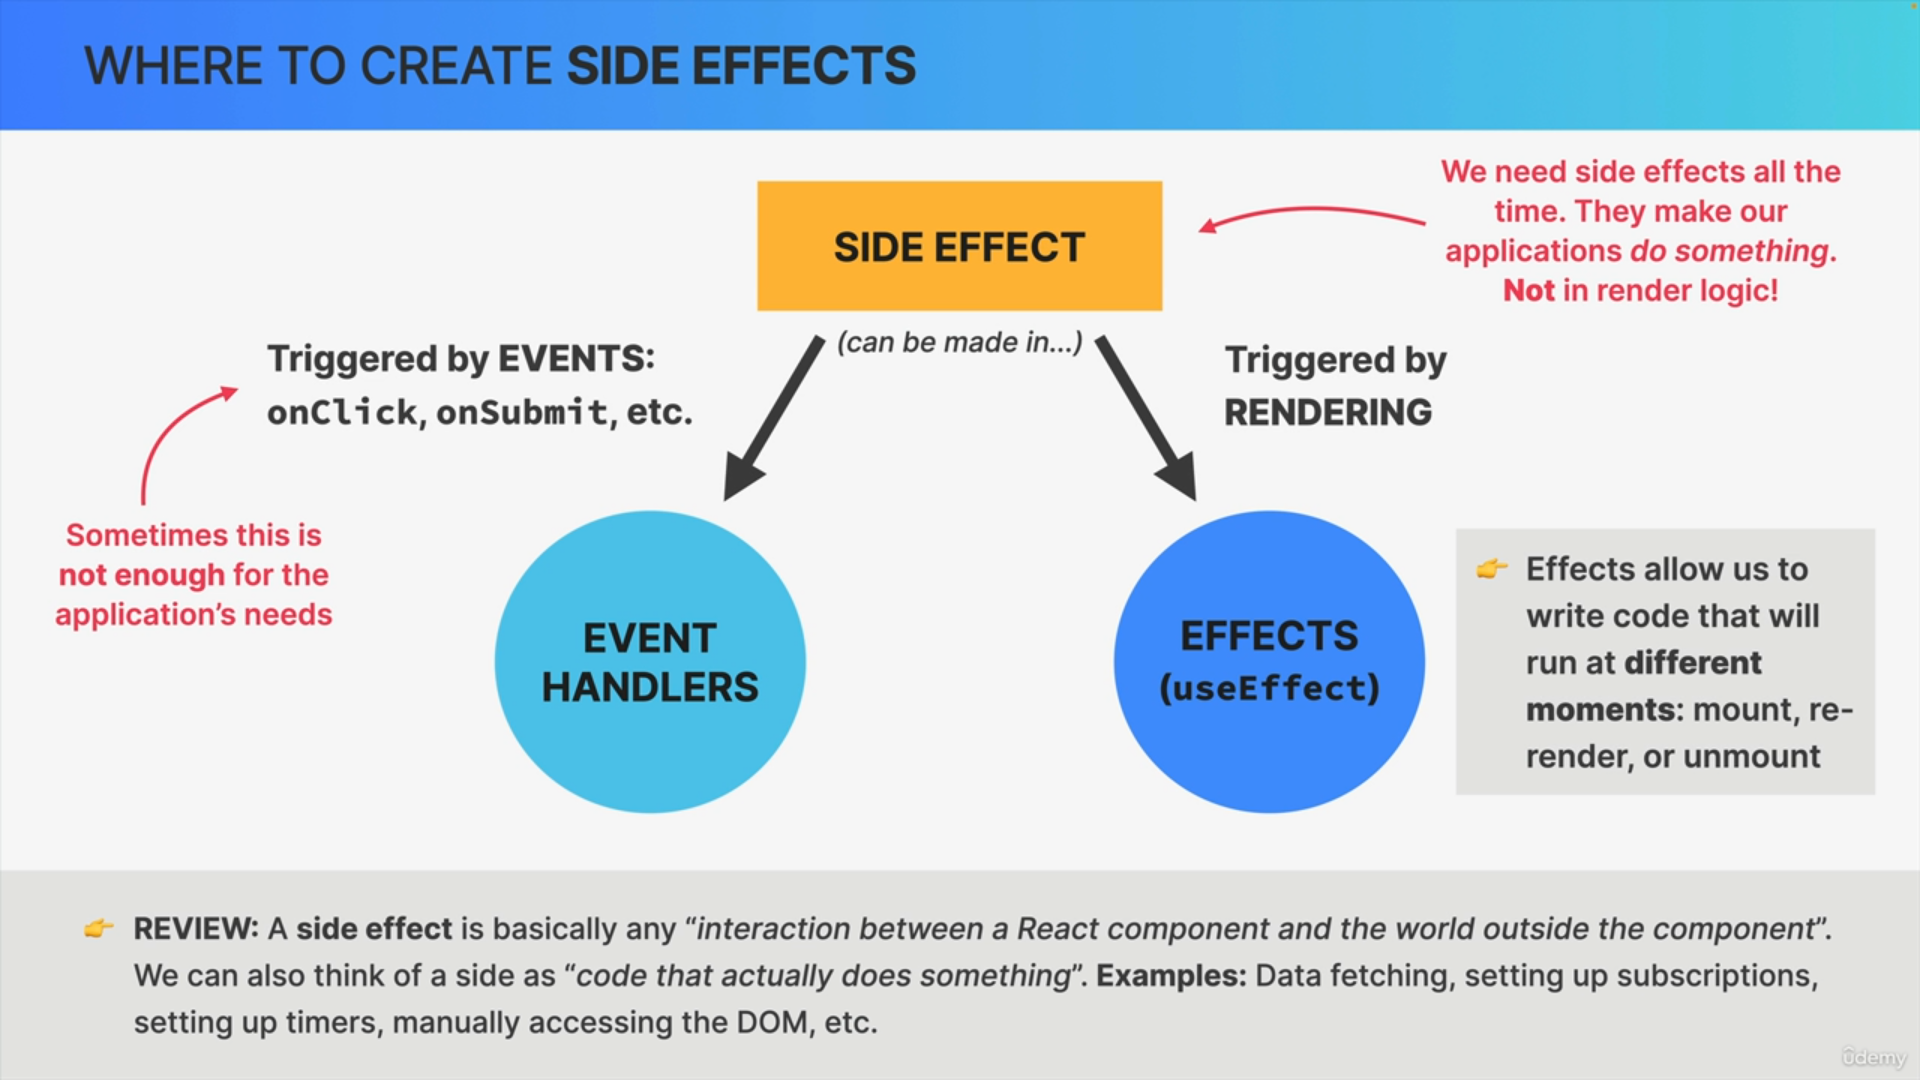 WHERE TO CREATE SIDE EFFECTS
We need side effects all the
time. They make our
applications do something.
Not in render logic!
SIDE EFFECT
(can be made in...)
Triggered by EVENTS:
onClick, onSubmit, etc.
Triggered by
RENDERING
Sometimes this is
not enough for the
application’s needs
EVENT
HANDLERS
EFFECTS
(useEffect)
👉 Effects allow us to
write code that will
run at different
moments: mount, re-
render, or unmount
👉 REVIEW: A side effect is basically any “interaction between a React component and the world outside the component”.
We can also think of a side as “code that actually does something”. Examples: Data fetching, setting up subscriptions,
setting up timers, manually accessing the DOM, etc.
ûdemy